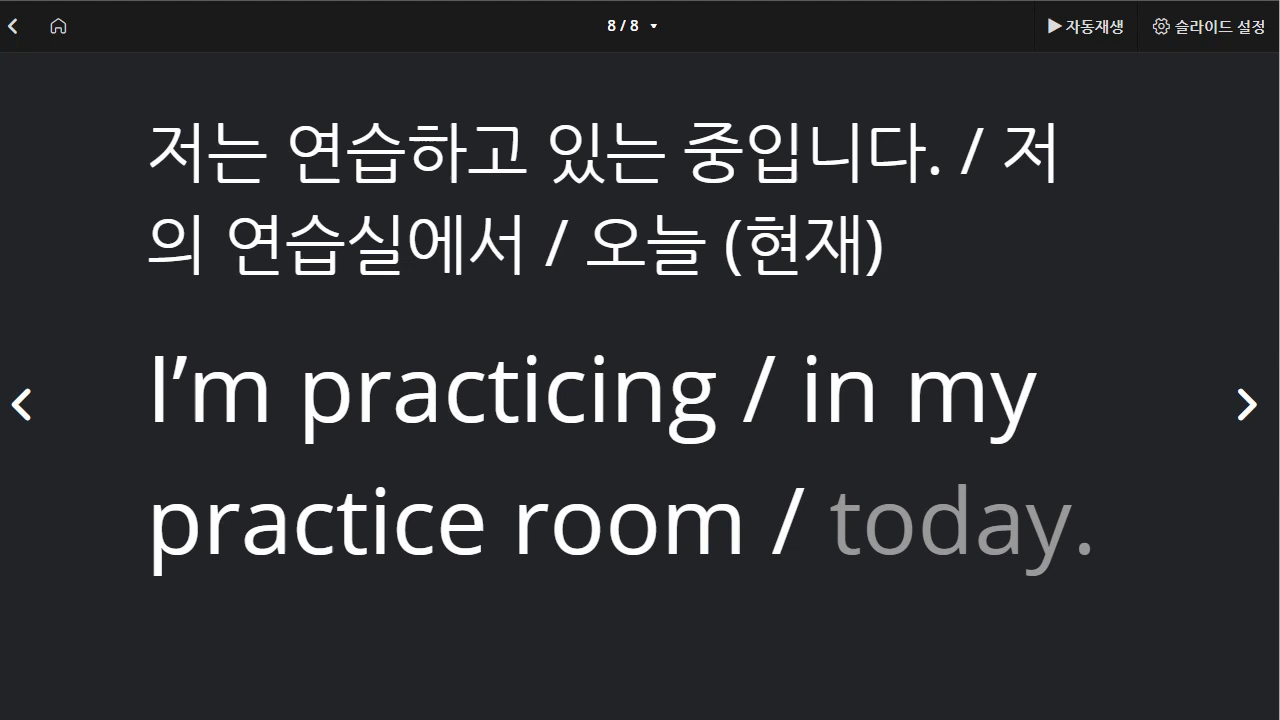 8 / 8
자동재생
슬라이드 설정
저는 연습하고 있는 중입니다. / 저
의 연습실에서 / 오늘 (현재)
I’m practicing / in my
practice room / today.